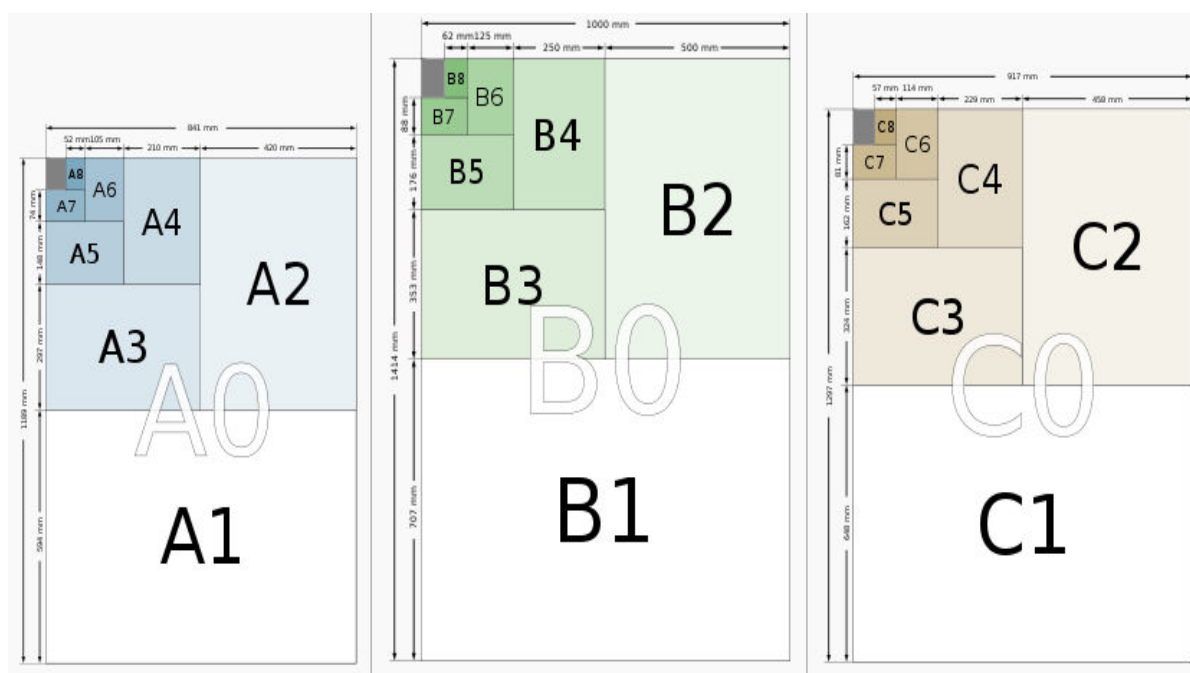 841 mm
52 mm 105 mm
210 mm
420 mm
1189 mm
74 mm
148 mm
297 mm
594 mm
A8
A7
A6
A5
A4
A3
A2
A0
A1
1000 mm
62 mm 125 mm
250 mm
500 mm
1414 mm
88 mm
176 mm
353 mm
707 mm
B8
B7
B6
B5
B4
B3
B2
B0
B1
917 mm
57 mm 114 mm
229 mm
458 mm
1297 mm
81 mm
162 mm
324 mm
648 mm
C8
C7
C6
C5
C4
C3
C2
C0
C1